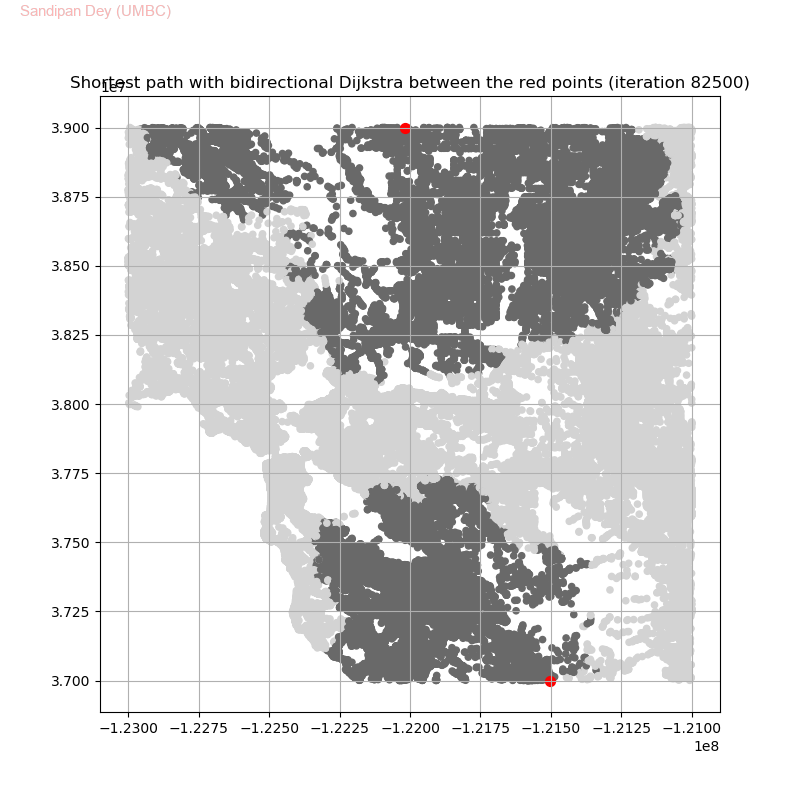 Sandipan Dey (UMBC)
Shortest path with bidirectional Dijkstra between the red points (iteration 82500)
1e7
3.900
3.875
3.850
3.825
3.800
3.775
3.750
3.725
3.700
−1.2300 −1.2275 −1.2250 −1.2225 −1.2200 −1.2175 −1.2150 −1.2125 −1.2100
1e8